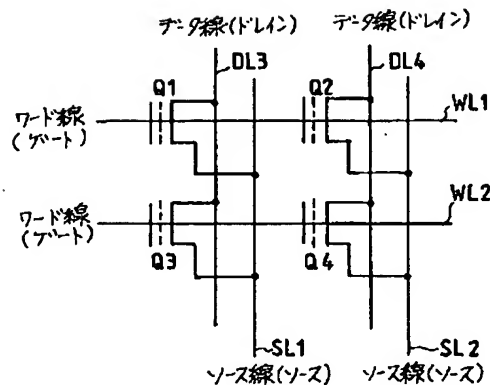 データ線(ドレイン)
データ線(ドレイン)
DL3
DL4
Q1
Q2
WL1
ワード線
(ゲート)
WL2
ワード線
(ゲート)
Q3
Q4
SL1
SL2
ソース線(ソース)
ソース線(ソース)